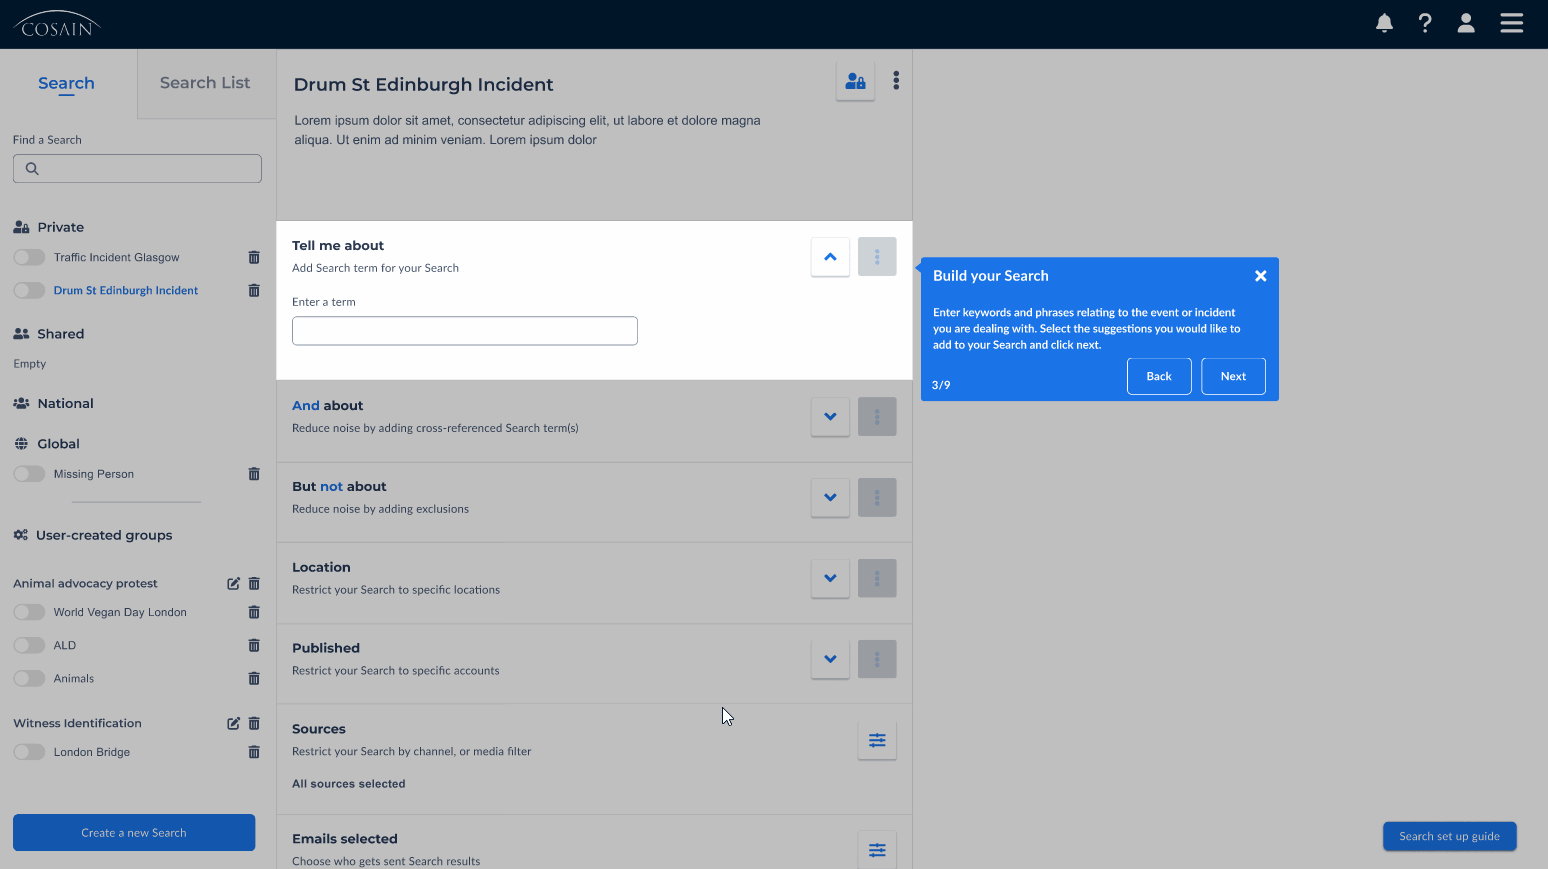 COSAIN
Search
Search List
Find a Search
Private
Traffic Incident Glasgow
Drum St Edinburgh Incident
Shared
Empty
National
Global
Missing Person
User-created groups
Animal advocacy protest
World Vegan Day London
ALD
Animals
Witness Identification
London Bridge
Create a new Search
Drum St Edinburgh Incident
Lorem ipsum dolor sit amet, consectetur adipiscing elit, ut labore et dolore magna
aliqua. Ut enim ad minim veniam. Lorem ipsum dolor
Tell me about
Add Search term for your Search
Enter a term
And about
Reduce noise by adding cross-referenced Search term(s)
But not about
Reduce noise by adding exclusions
Location
Restrict your Search to specific locations
Published
Restrict your Search to specific accounts
Sources
Restrict your Search by channel, or media filter
All sources selected
Emails selected
Choose who gets sent Search results
Build your Search
Enter keywords and phrases relating to the event or incident
you are dealing with. Select the suggestions you would like to
add to your Search and click next.
3/9
Back
Next
Search set up guide